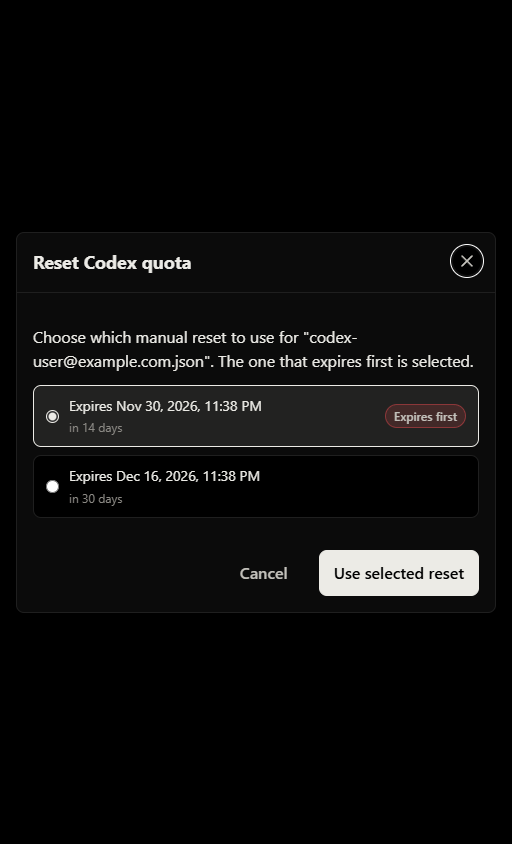 Reset Codex quota
Choose which manual reset to use for "codex-
user@example.com.json". The one that expires first is selected.
Expires Nov 30, 2026, 11:38 PM
Expires first
in 14 days
Expires Dec 16, 2026, 11:38 PM
in 30 days
Cancel
Use selected reset